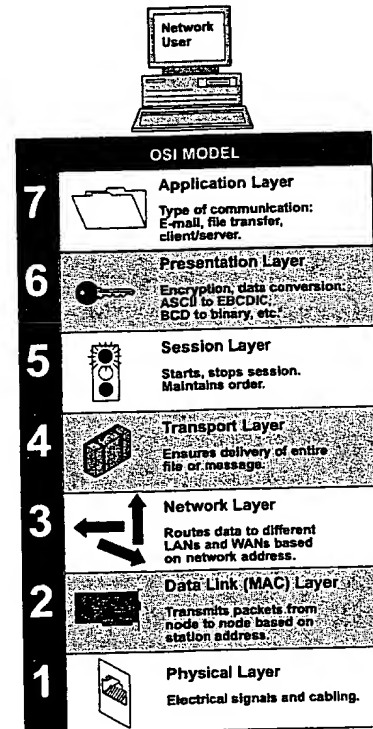 Network
User
OSI MODEL
7
Application Layer
Type of communication:
E-mail, file transfer,
client/server.
6
Presentation Layer
Encryption, data conversion:
ASCII to EBCDIC,
BCD to binary, etc.
5
Session Layer
Starts, stops session.
Maintains order.
4
Transport Layer
Ensures delivery of entire
file or message.
3
Network Layer
Routes data to different
LANs and WANs based
on network address.
2
Data Link (MAC) Layer
Transmits packets from
node to node based on
station address.
1
Physical Layer
Electrical signals and cabling.